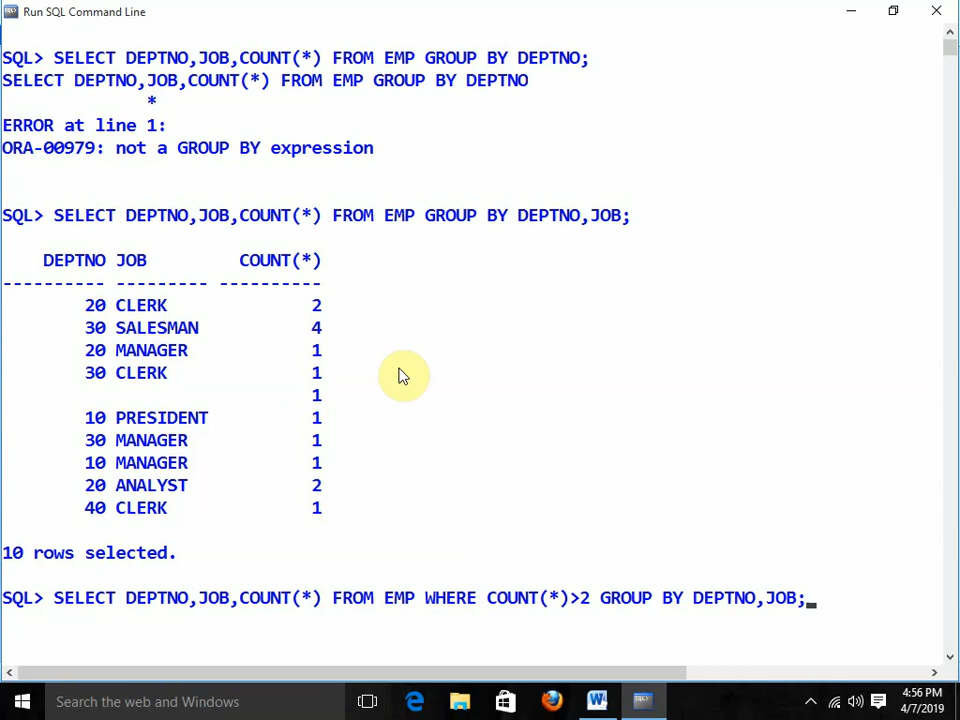 Run SQL Command Line
SQL> SELECT DEPTNO,JOB,COUNT(*) FROM EMP GROUP BY DEPTNO;
SELECT DEPTNO,JOB,COUNT(*) FROM EMP GROUP BY DEPTNO
*
ERROR at line 1:
ORA-00979: not a GROUP BY expression
SQL> SELECT DEPTNO,JOB,COUNT(*) FROM EMP GROUP BY DEPTNO,JOB;
DEPTNO JOB COUNT(*)
---------- --------- ----------
20 CLERK 2
30 SALESMAN 4
20 MANAGER 1
30 CLERK 1
1
10 PRESIDENT 1
30 MANAGER 1
10 MANAGER 1
20 ANALYST 2
40 CLERK 1
10 rows selected.
SQL> SELECT DEPTNO,JOB,COUNT(*) FROM EMP WHERE COUNT(*)>2 GROUP BY DEPTNO,JOB;
Search the web and Windows
4:56 PM
4/7/2019